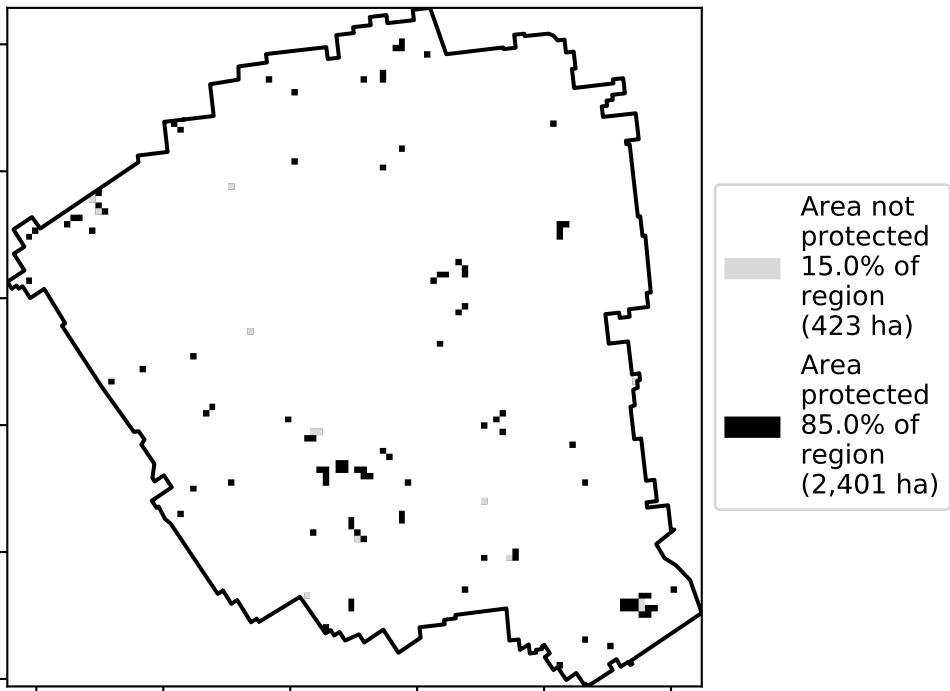 Area not
protected
15.0% of
region
(423 ha)
Area
protected
85.0% of
region
(2,401 ha)